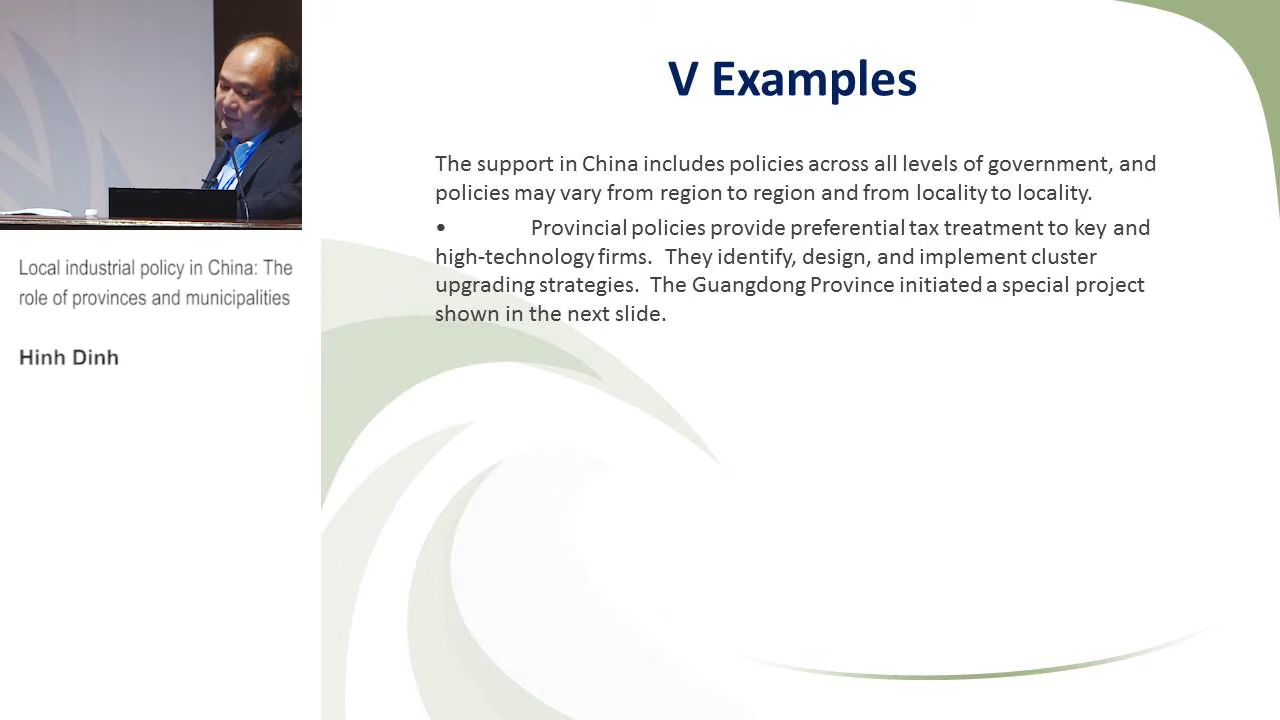 Local industrial policy in China: The
role of provinces and municipalities
Hinh Dinh
V Examples
The support in China includes policies across all levels of government, and
policies may vary from region to region and from locality to locality.
• Provincial policies provide preferential tax treatment to key and
high-technology firms. They identify, design, and implement cluster
upgrading strategies. The Guangdong Province initiated a special project
shown in the next slide.